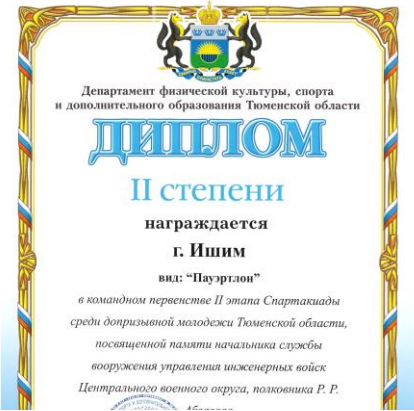 Департамент физической культуры, спорта
и дополнительного образования Тюменской области
ДИПЛОМ
II степени
награждается
г. Ишим
вид: “Пауэртлон”
в командном первенстве II этапа Спартакиады
среди допризывной молодежи Тюменской области,
посвященной памяти начальника службы
вооружения управления инженерных войск
Центрального военного округа, полковника Р. Р.